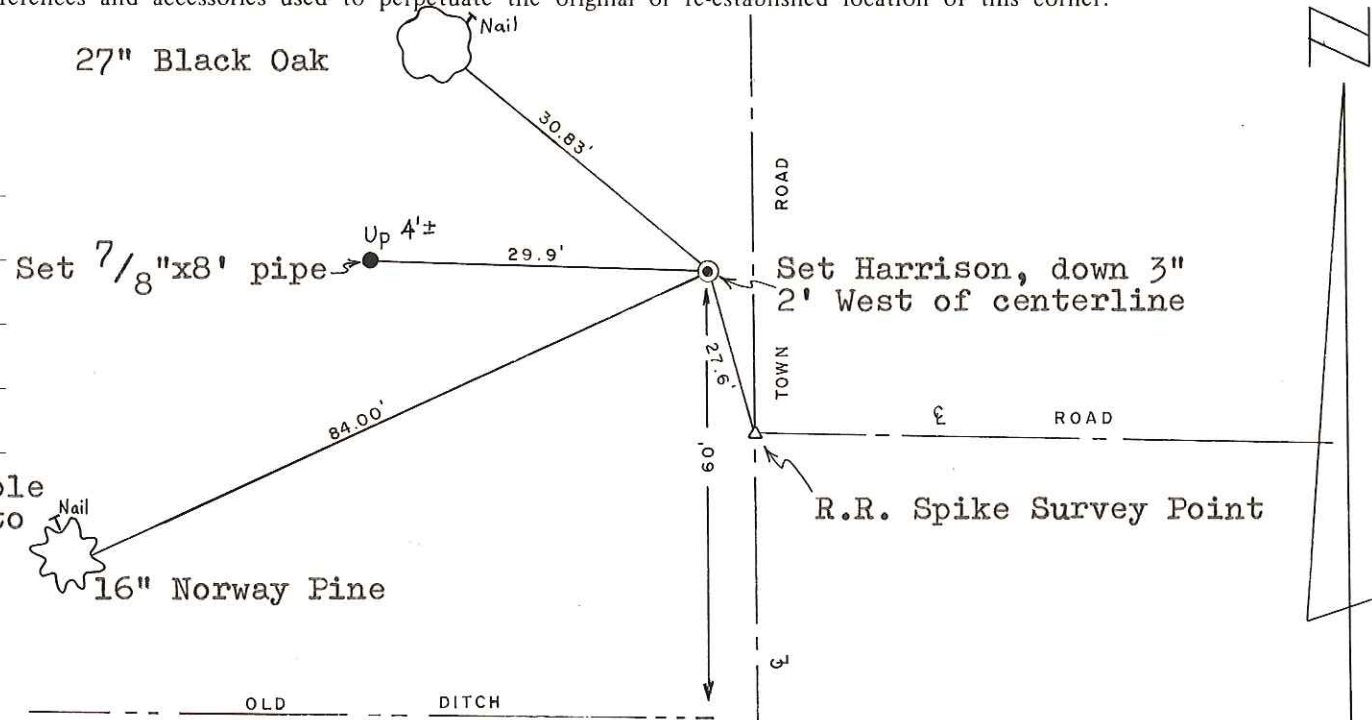 references and accessories used to perpetuate the original or re-established location of this corner.
Nail
27" Black Oak
30.83'
ROAD
Up 4'±
Set 7/8"x8' pipe
29.9'
Set Harrison, down 3"
2' West of centerline
27.6'
TOWN
84.00'
60'
℄ ROAD
Nail
to
R.R. Spike Survey Point
16" Norway Pine
℄
OLD DITCH
N